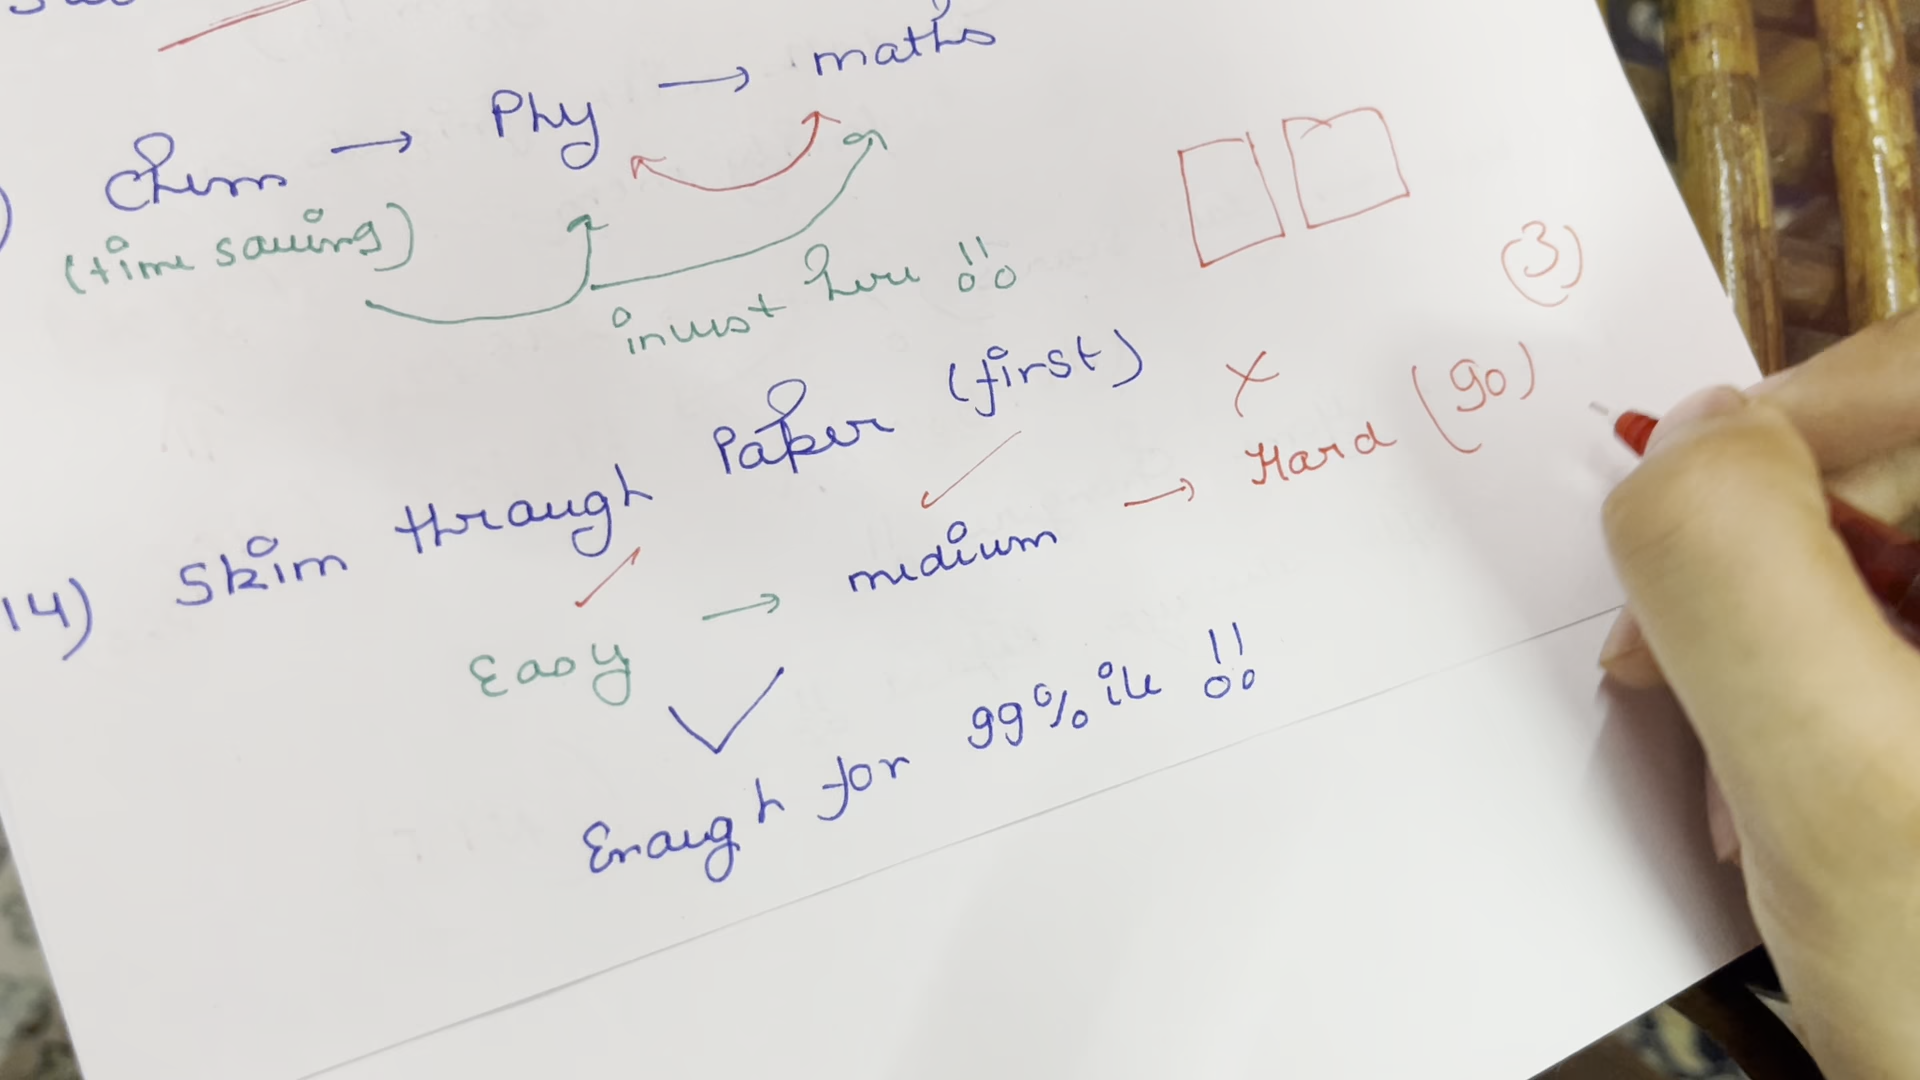 Chem → Phy → maths
(time saving)
invest here !!
(3)
14) Skim through Paper (first)
Easy → medium → Hard (90)
Enough for 99%ile !!